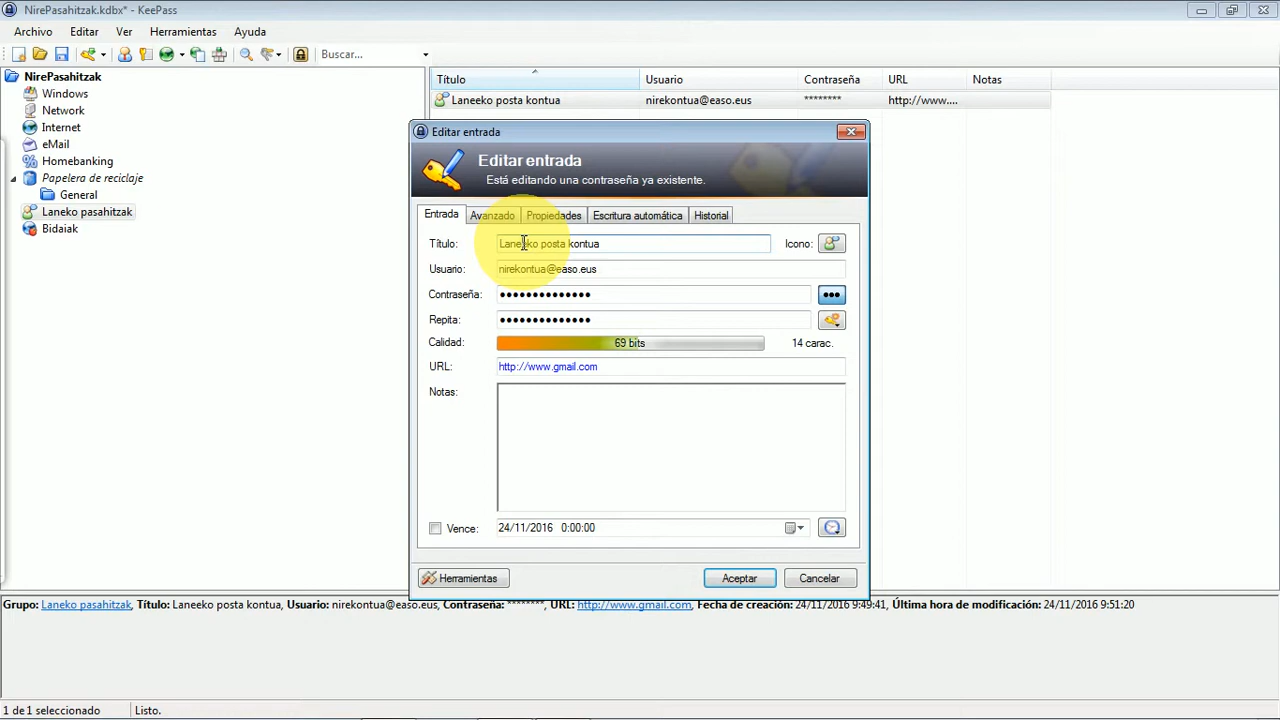 NirePasahitzak.kdbx* - KeePass
Archivo Editar Ver Herramientas Ayuda
Buscar...
NirePasahitzak
Windows
Network
Internet
eMail
Homebanking
Papelera de reciclaje
General
Laneko pasahitzak
Bidaiak
Título Usuario Contraseña URL Notas
Laneeko posta kontua nirekontua@easo.eus ******** http://www....
Editar entrada
Editar entrada
Está editando una contraseña ya existente.
Entrada Avanzado Propiedades Escritura automática Historial
Título: Laneeko posta kontua Icono:
Usuario: nirekontua@easo.eus
Contraseña: ●●●●●●●●●●●●●● ●●●
Repita: ●●●●●●●●●●●●●●
Calidad: 69 bits 14 carac.
URL: http://www.gmail.com
Notas:
Vence: 24/11/2016 0:00:00
Herramientas Aceptar Cancelar
Grupo: Laneko pasahitzak, Título: Laneeko posta kontua, Usuario: nirekontua@easo.eus, Contraseña: ********, URL: http://www.gmail.com, Fecha de creación: 24/11/2016 9:49:41, Última hora de modificación: 24/11/2016 9:51:20
1 de 1 seleccionado Listo.